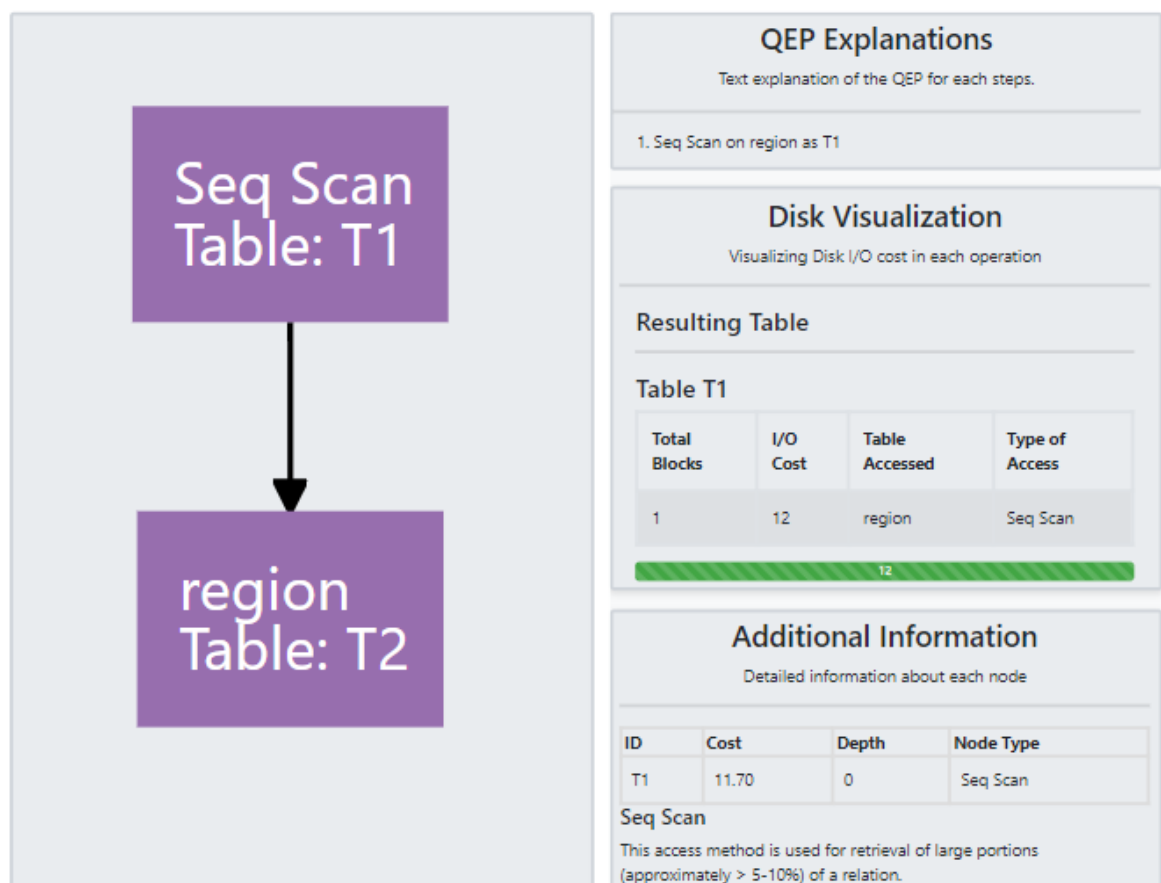 Seq Scan
Table: T1
region
Table: T2
QEP Explanations
Text explanation of the QEP for each steps.
1. Seq Scan on region as T1
Disk Visualization
Visualizing Disk I/O cost in each operation
Resulting Table
Table T1
Total Blocks I/O Cost Table Accessed Type of Access
1 12 region Seq Scan
12
Additional Information
Detailed information about each node
ID Cost Depth Node Type
T1 11.70 0 Seq Scan
Seq Scan
This access method is used for retrieval of large portions
(approximately > 5-10%) of a relation.